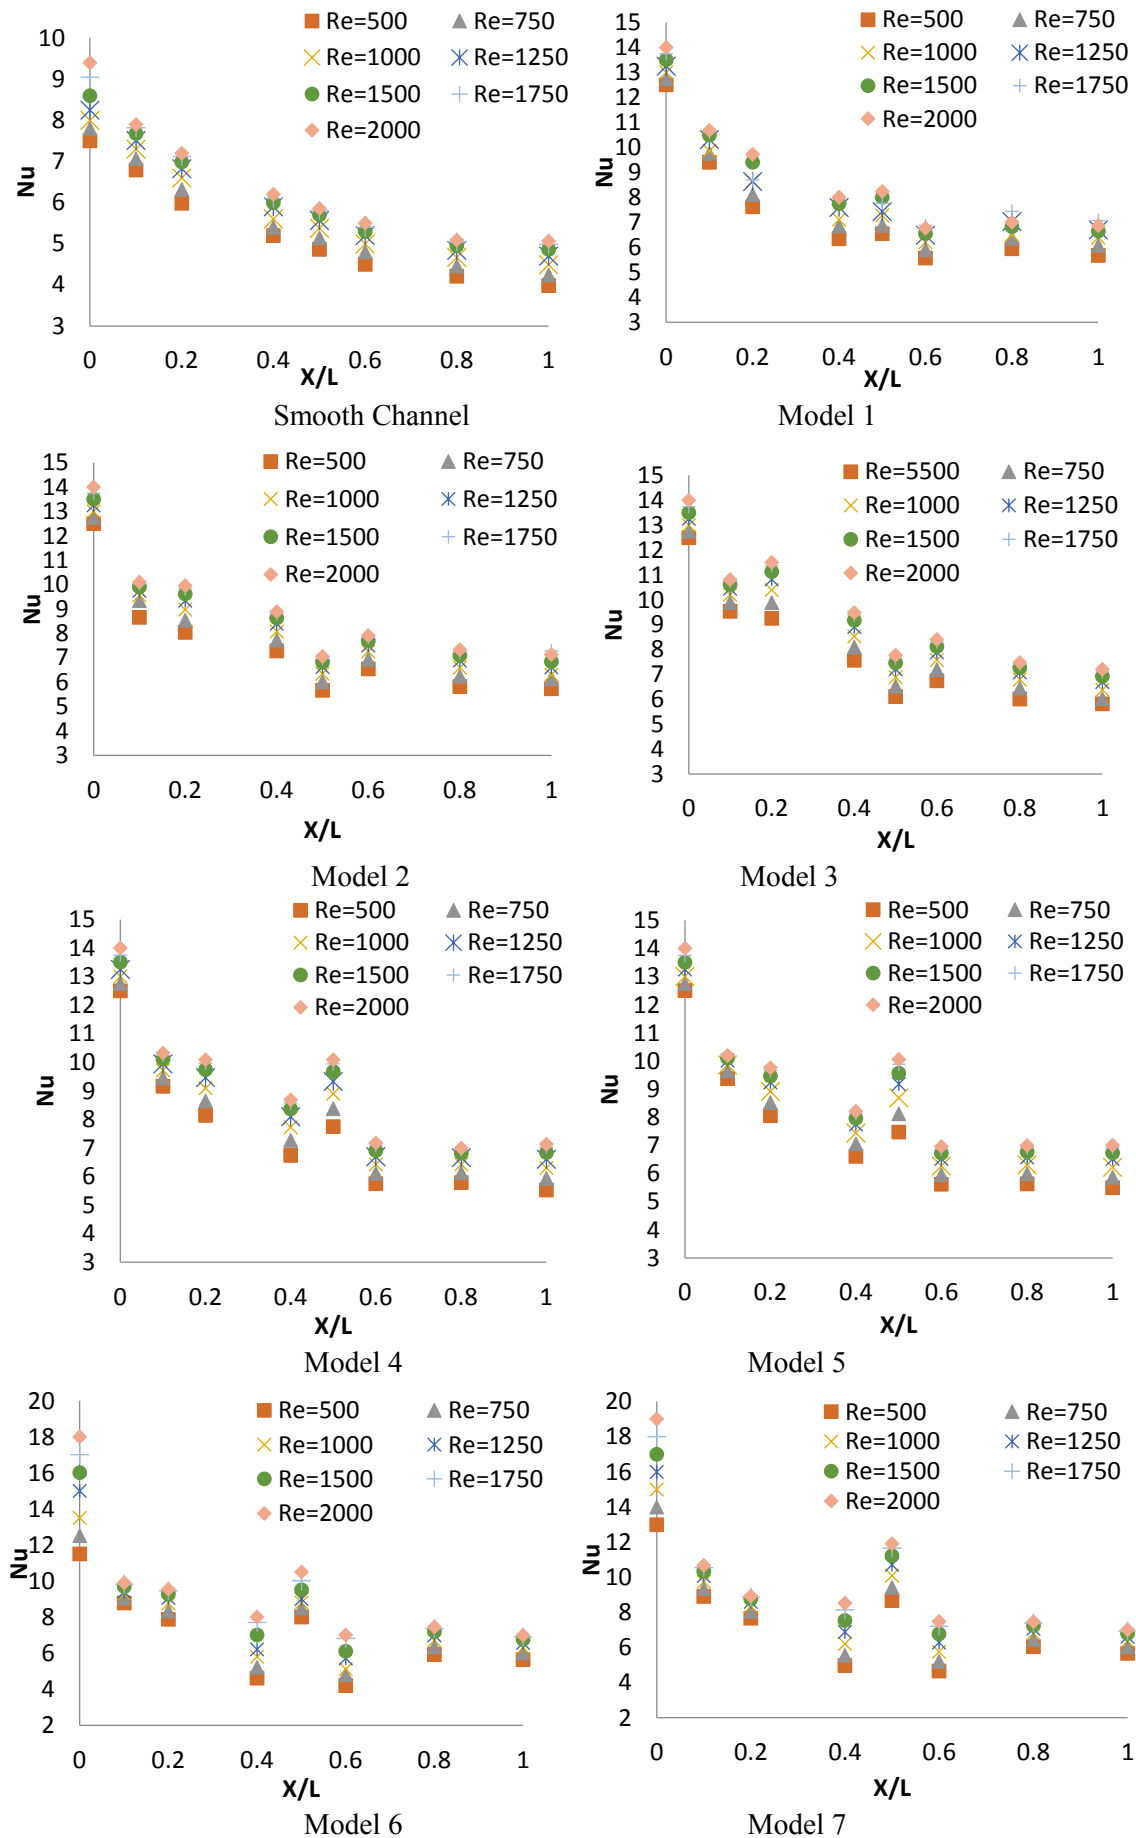 Re=500 Re=750
Re=1000 Re=1250
Re=1500 Re=1750
Re=2000
10
9
8
7
6
5
4
3
Nu
0 0.2 0.4 0.6 0.8 1
X/L
Smooth Channel
Re=500 Re=750
Re=1000 Re=1250
Re=1500 Re=1750
Re=2000
15
14
13
12
11
10
9
8
7
6
5
4
3
Nu
0 0.2 0.4 0.6 0.8 1
X/L
Model 1
Re=500 Re=750
Re=1000 Re=1250
Re=1500 Re=1750
Re=2000
15
14
13
12
11
10
9
8
7
6
5
4
3
Nu
0 0.2 0.4 0.6 0.8 1
X/L
Model 2
Re=5500 Re=750
Re=1000 Re=1250
Re=1500 Re=1750
Re=2000
15
14
13
12
11
10
9
8
7
6
5
4
3
Nu
0 0.2 0.4 0.6 0.8 1
X/L
Model 3
Re=500 Re=750
Re=1000 Re=1250
Re=1500 Re=1750
Re=2000
15
14
13
12
11
10
9
8
7
6
5
4
3
Nu
0 0.2 0.4 0.6 0.8 1
X/L
Model 4
Re=500 Re=750
Re=1000 Re=1250
Re=1500 Re=1750
Re=2000
15
14
13
12
11
10
9
8
7
6
5
4
3
Nu
0 0.2 0.4 0.6 0.8 1
X/L
Model 5
Re=500 Re=750
Re=1000 Re=1250
Re=1500 Re=1750
Re=2000
20
18
16
14
12
10
8
6
4
2
Nu
0 0.2 0.4 0.6 0.8 1
X/L
Model 6
Re=500 Re=750
Re=1000 Re=1250
Re=1500 Re=1750
Re=2000
20
18
16
14
12
10
8
6
4
2
Nu
0 0.2 0.4 0.6 0.8 1
X/L
Model 7